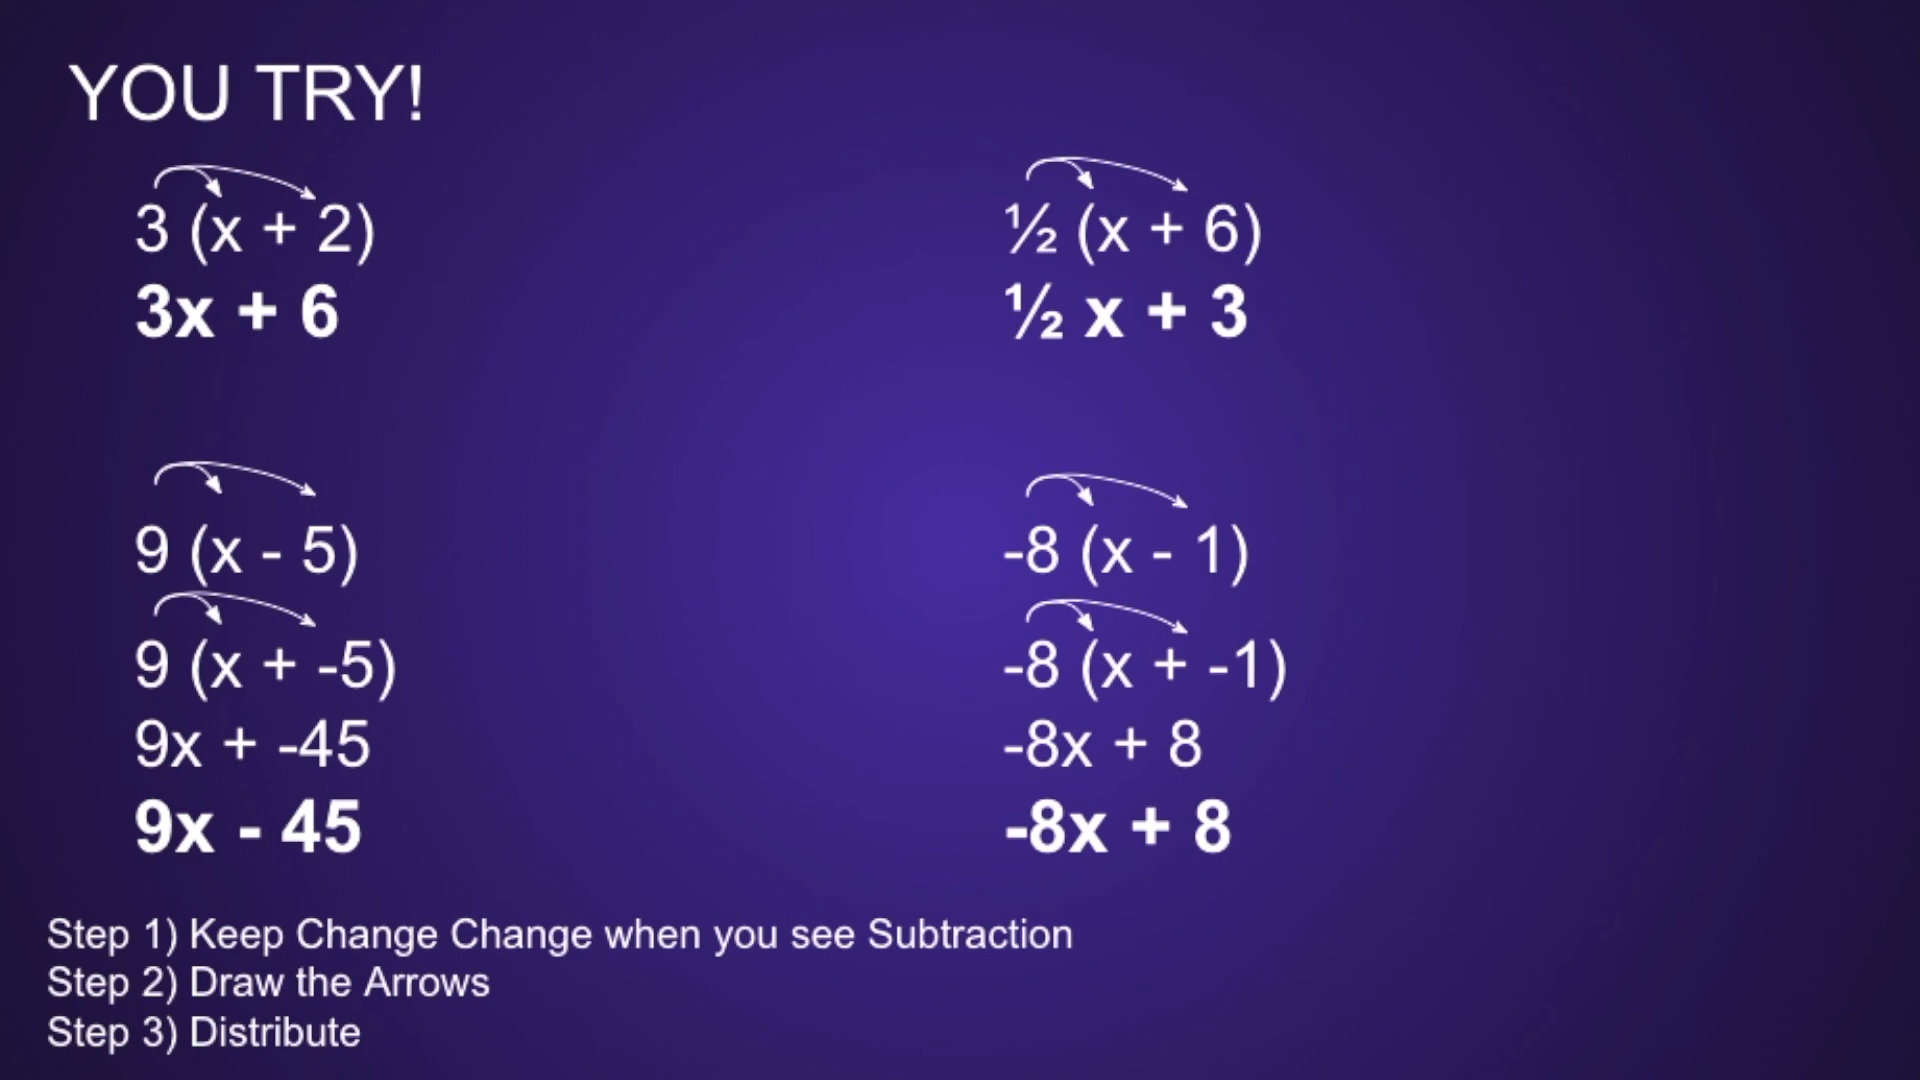 YOU TRY!
3 (x + 2)
3x + 6
½ (x + 6)
½ x + 3
9 (x - 5)
9 (x + -5)
9x + -45
9x - 45
-8 (x - 1)
-8 (x + -1)
-8x + 8
-8x + 8
Step 1) Keep Change Change when you see Subtraction
Step 2) Draw the Arrows
Step 3) Distribute